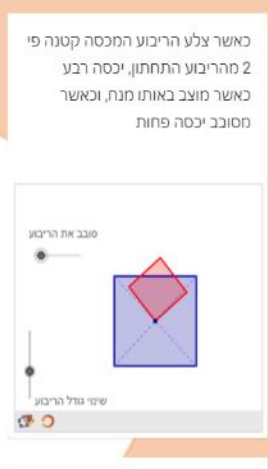 כאשר צלע הריבוע המכסה קטנה פי
2 מהריבוע התחתון, יכסה רבע
כאשר מוצב באותו מנח, וכאשר
מסובב יכסה פחות
סובב את הריבוע
שינוי גודל הריבוע